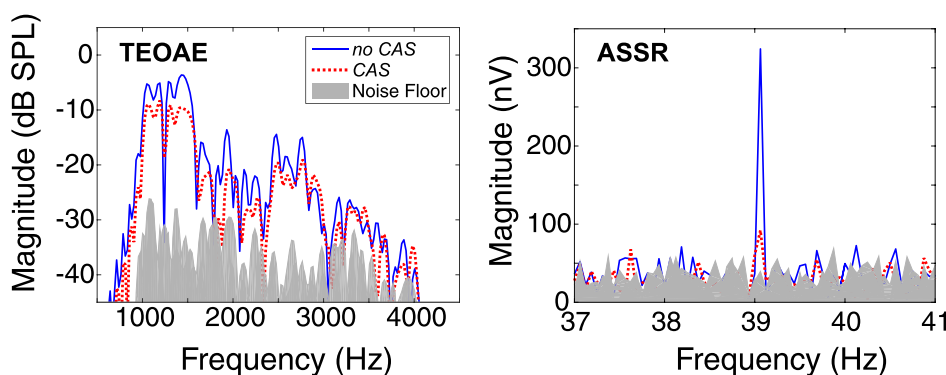 TEOAE
no CAS
CAS
Noise Floor
Magnitude (dB SPL)
0
-10
-20
-30
-40
1000
2000
3000
4000
Frequency (Hz)
ASSR
Magnitude (nV)
300
200
100
0
37
38
39
40
41
Frequency (Hz)